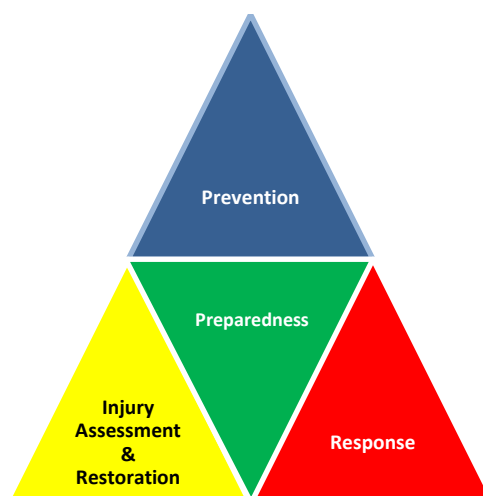 Prevention
Preparedness
Injury
Assessment
&
Restoration
Response